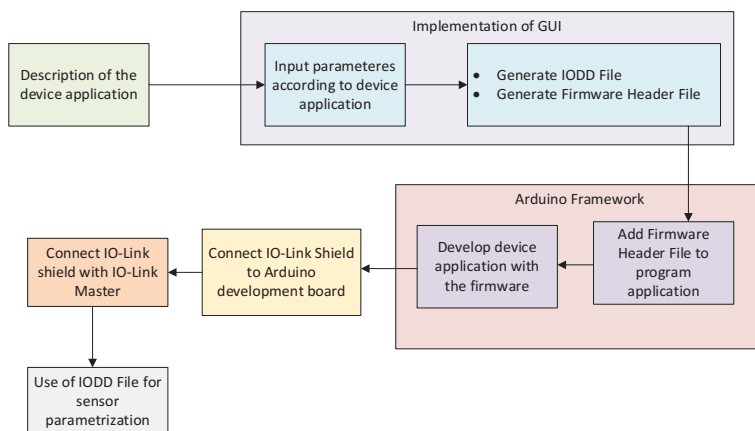 Implementation of GUI
Description of the
device application
Input parameteres
according to device
application
• Generate IODD File
• Generate Firmware Header File
Arduino Framework
Add Firmware
Header File to
program
application
Develop device
application with
the firmware
Connect IO-Link Shield
to Arduino
development board
Connect IO-Link
shield with IO-Link
Master
Use of IODD File for
sensor
parametrization